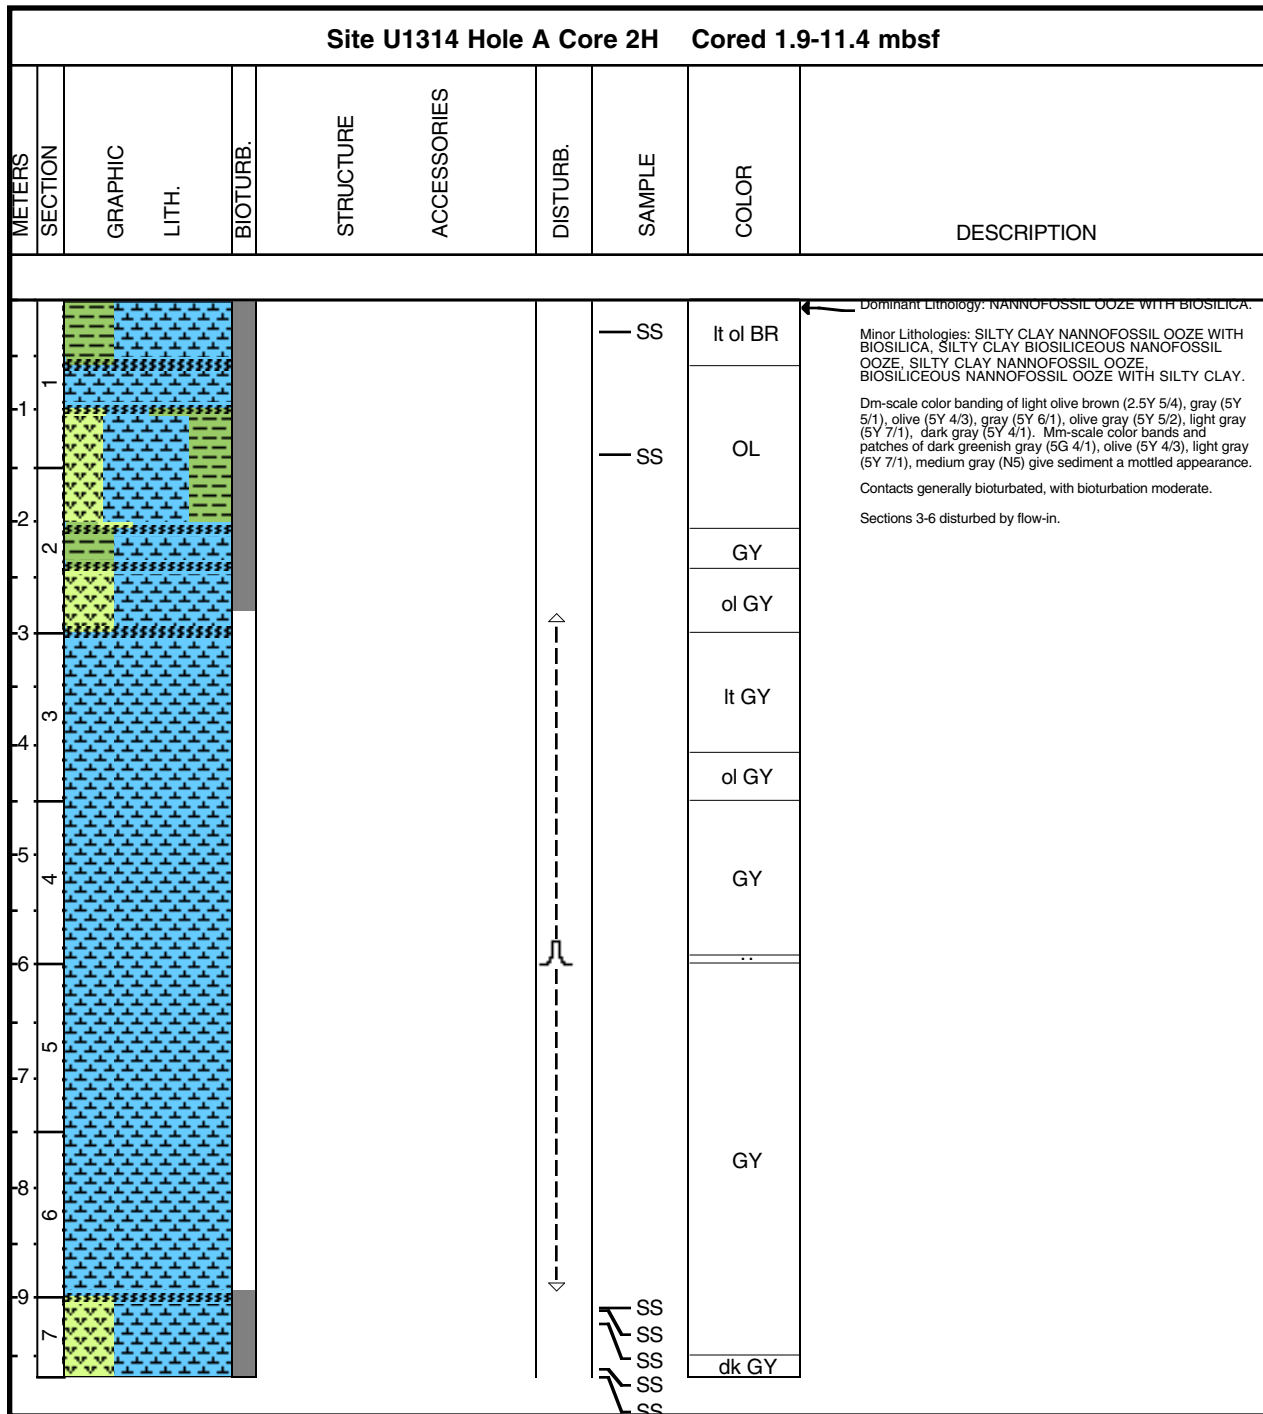 Site U1314 Hole A Core 2H Cored 1.9-11.4 mbsf
METERS
SECTION
GRAPHIC
LITH.
BIOTURB.
STRUCTURE
ACCESSORIES
DISTURB.
SAMPLE
COLOR
DESCRIPTION
Dominant Lithology: NANNOFOSSIL OOZE WITH BIOSILICA.
Minor Lithologies: SILTY CLAY NANNOFOSSIL OOZE WITH
BIOSILICA, SILTY CLAY BIOSILICEOUS NANOFOSSIL
OOZE, SILTY CLAY NANNOFOSSIL OOZE,
BIOSILICEOUS NANNOFOSSIL OOZE WITH SILTY CLAY.
Dm-scale color banding of light olive brown (2.5Y 5/4), gray (5Y
5/1), olive (5Y 4/3), gray (5Y 6/1), olive gray (5Y 5/2), light gray
(5Y 7/1), dark gray (5Y 4/1). Mm-scale color bands and
patches of dark greenish gray (5G 4/1), olive (5Y 4/3), light gray
(5Y 7/1), medium gray (N5) give sediment a mottled appearance.
Contacts generally bioturbated, with bioturbation moderate.
Sections 3-6 disturbed by flow-in.
1
2
3
4
5
6
7
8
9
1
2
3
4
5
6
7
SS
SS
SS
SS
SS
SS
SS
lt ol BR
OL
GY
ol GY
lt GY
ol GY
GY
..
GY
dk GY